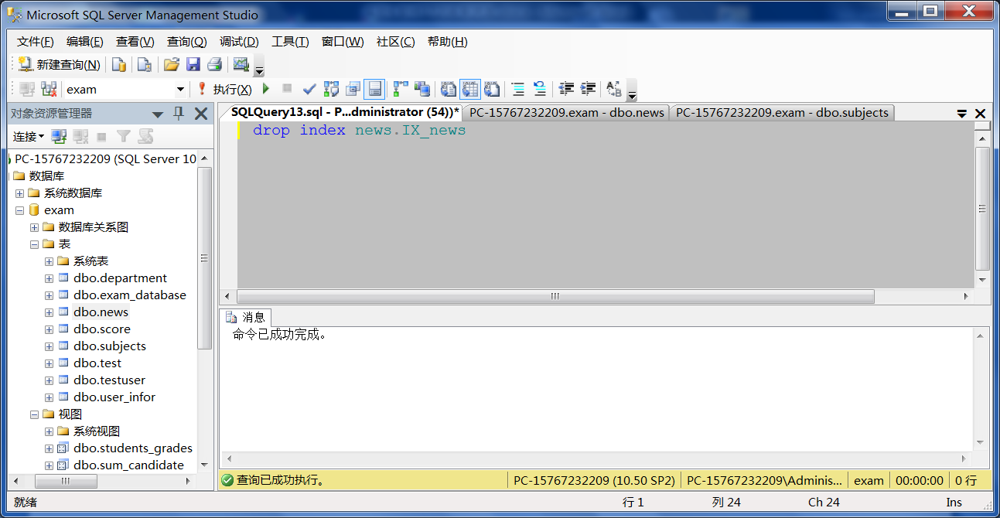 Microsoft SQL Server Management Studio
文件(F) 编辑(E) 查看(V) 查询(Q) 调试(D) 工具(T) 窗口(W) 社区(C) 帮助(H)
新建查询(N)
exam 执行(X)
对象资源管理器
连接
PC-15767232209 (SQL Server 10
数据库
系统数据库
exam
数据库关系图
表
系统表
dbo.department
dbo.exam_database
dbo.news
dbo.score
dbo.subjects
dbo.test
dbo.testuser
dbo.user_infor
视图
系统视图
dbo.students_grades
dbo.sum_candidate
SQLQuery13.sql - P...dministrator (54))* PC-15767232209.exam - dbo.news PC-15767232209.exam - dbo.subjects
drop index news.IX_news
消息
命令已成功完成。
查询已成功执行。 PC-15767232209 (10.50 SP2) PC-15767232209\Adminis... exam 00:00:00 0 行
就绪 行 1 列 24 Ch 24 Ins